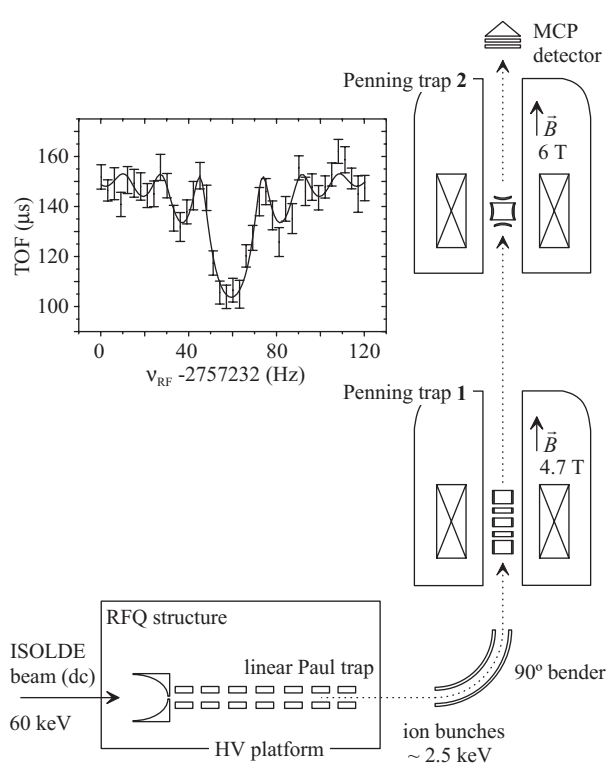 MCP
detector
Penning trap 2
B
6 T
TOF (µs)
160
140
120
100
0
40
80
120
νRF -2757232 (Hz)
Penning trap 1
B
4.7 T
RFQ structure
ISOLDE
beam (dc)
60 keV
linear Paul trap
90º bender
HV platform
ion bunches
~ 2.5 keV